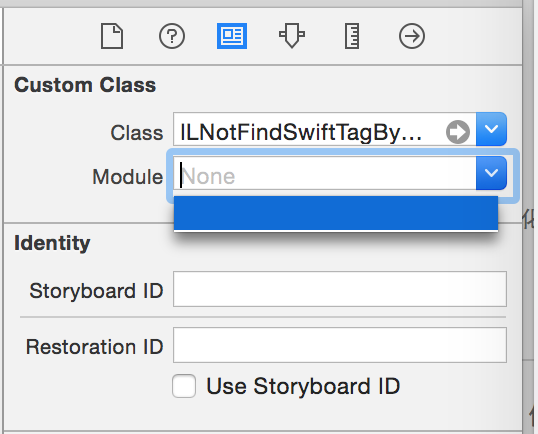 Custom Class
Class ILNotFindSwiftTagBy...
Module None
Identity
Storyboard ID
Restoration ID
Use Storyboard ID